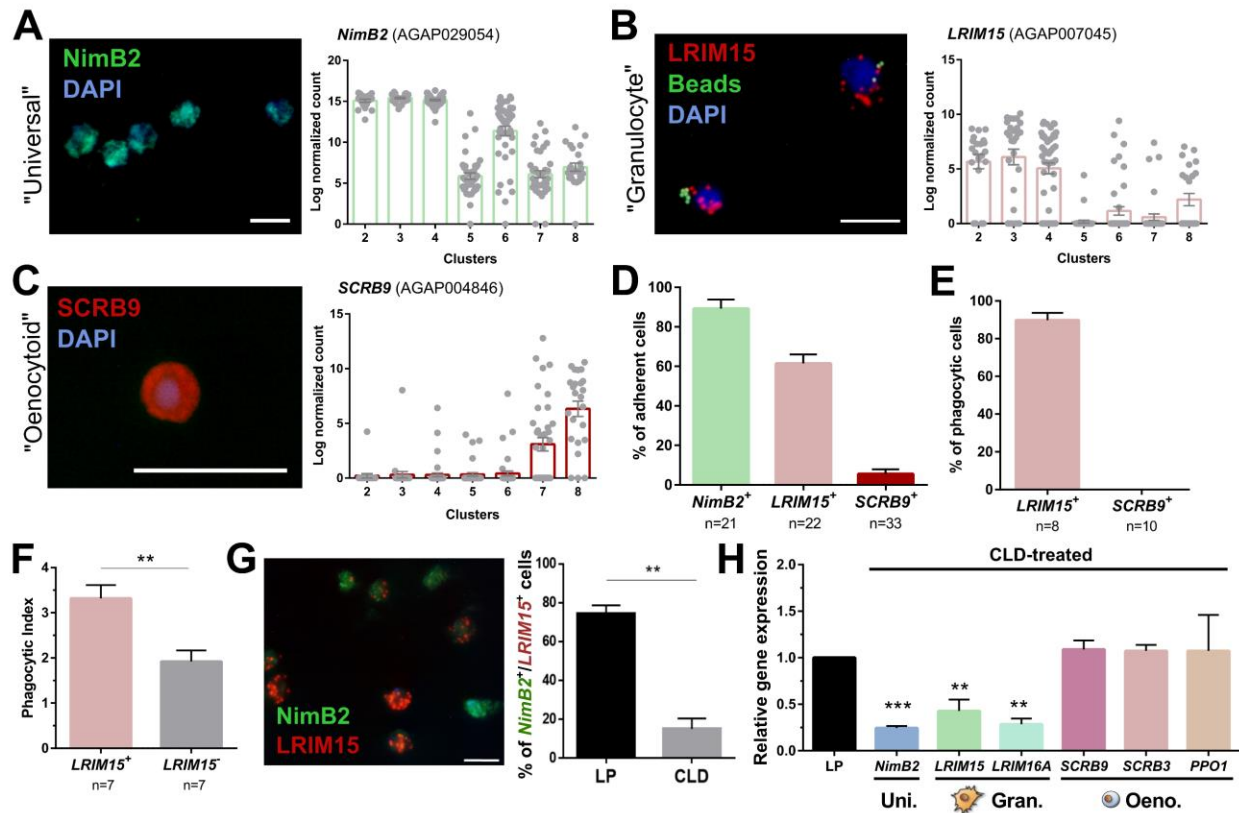 A
"Universal"
NimB2
DAPI
NimB2 (AGAP029054)
Log normalized count
20
15
10
5
0
2 3 4 5 6 7 8
Clusters
B
"Granulocyte"
LRIM15
Beads
DAPI
LRIM15 (AGAP007045)
Log normalized count
15
10
5
0
2 3 4 5 6 7 8
Clusters
C
"Oenocytoid"
SCRB9
DAPI
SCRB9 (AGAP004846)
Log normalized count
15
10
5
0
2 3 4 5 6 7 8
Clusters
D
% of adherent cells
100
80
60
40
20
0
NimB2+ LRIM15+ SCRB9+
n=21 n=22 n=33
E
% of phagocytic cells
100
80
60
40
20
0
LRIM15+ SCRB9+
n=8 n=10
F
Phagocytic Index
4
3
2
1
0
**
LRIM15+ LRIM15-
n=7 n=7
G
NimB2
LRIM15
% of NimB2+/LRIM15+ cells
100
80
60
40
20
0
**
LP CLD
H
CLD-treated
Relative gene expression
2.0
1.5
1.0
0.5
0.0
*** ** **
LP NimB2 LRIM15 LRIM16A SCRB9 SCRB3 PPO1
Uni. Gran. Oeno.